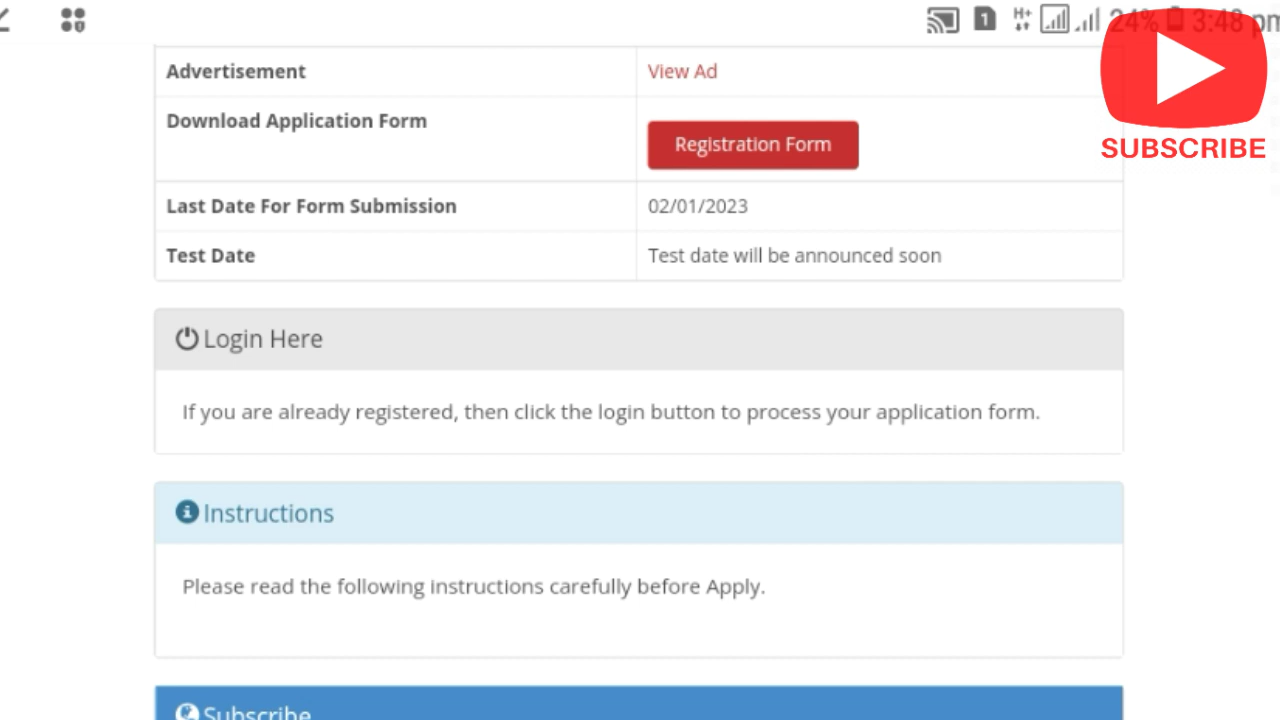 1 H+ 24% 3:48 pm
SUBSCRIBE
Advertisement View Ad
Download Application Form Registration Form
Last Date For Form Submission 02/01/2023
Test Date Test date will be announced soon
Login Here
If you are already registered, then click the login button to process your application form.
Instructions
Please read the following instructions carefully before Apply.
Subscribe